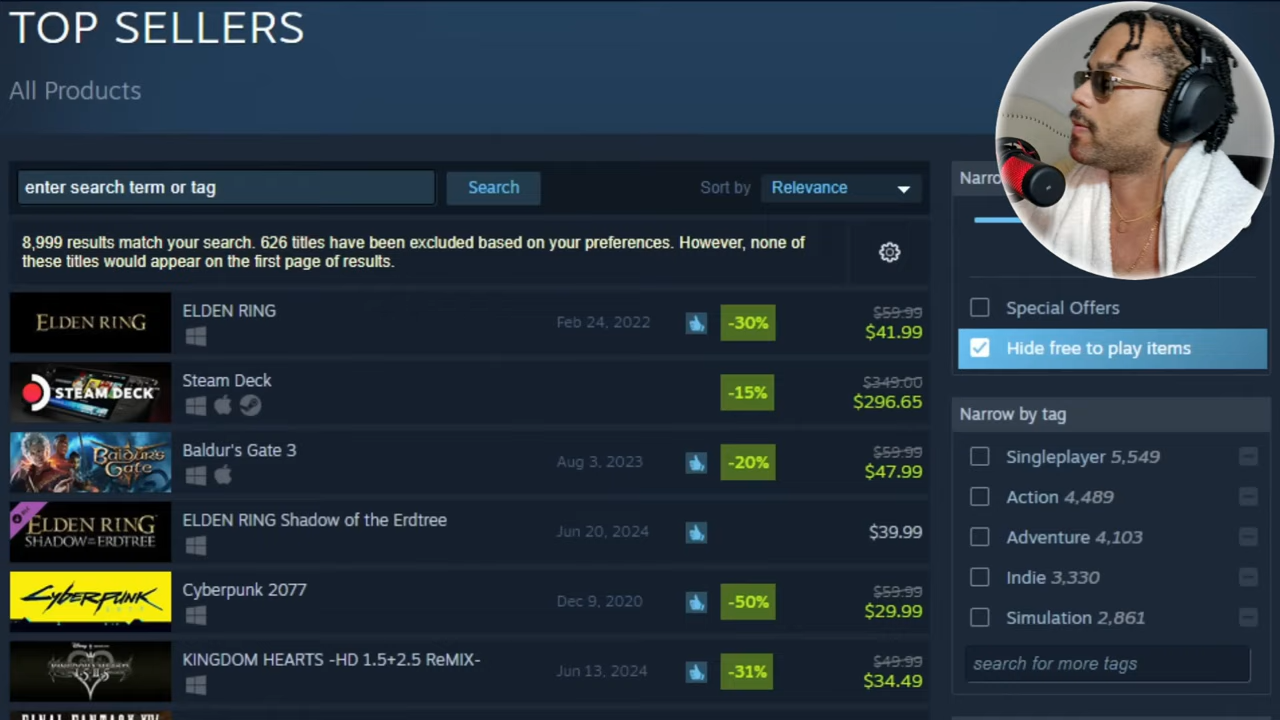 TOP SELLERS
All Products
enter search term or tag
Search
Sort by
Relevance
8,999 results match your search. 626 titles have been excluded based on your preferences. However, none of
these titles would appear on the first page of results.
ELDEN RING
ELDEN RING
Feb 24, 2022
-30%
$59.99
$41.99
STEAM DECK
Steam Deck
-15%
$349.00
$296.65
Baldur's Gate
Baldur's Gate 3
Aug 3, 2023
-20%
$59.99
$47.99
ELDEN RING
SHADOW OF THE ERDTREE
ELDEN RING Shadow of the Erdtree
Jun 20, 2024
$39.99
Cyberpunk
Cyberpunk 2077
Dec 9, 2020
-50%
$59.99
$29.99
KINGDOM HEARTS -HD 1.5+2.5 ReMIX-
Jun 13, 2024
-31%
$49.99
$34.49
Special Offers
Hide free to play items
Narrow by tag
Singleplayer 5,549
Action 4,489
Adventure 4,103
Indie 3,330
Simulation 2,861
search for more tags